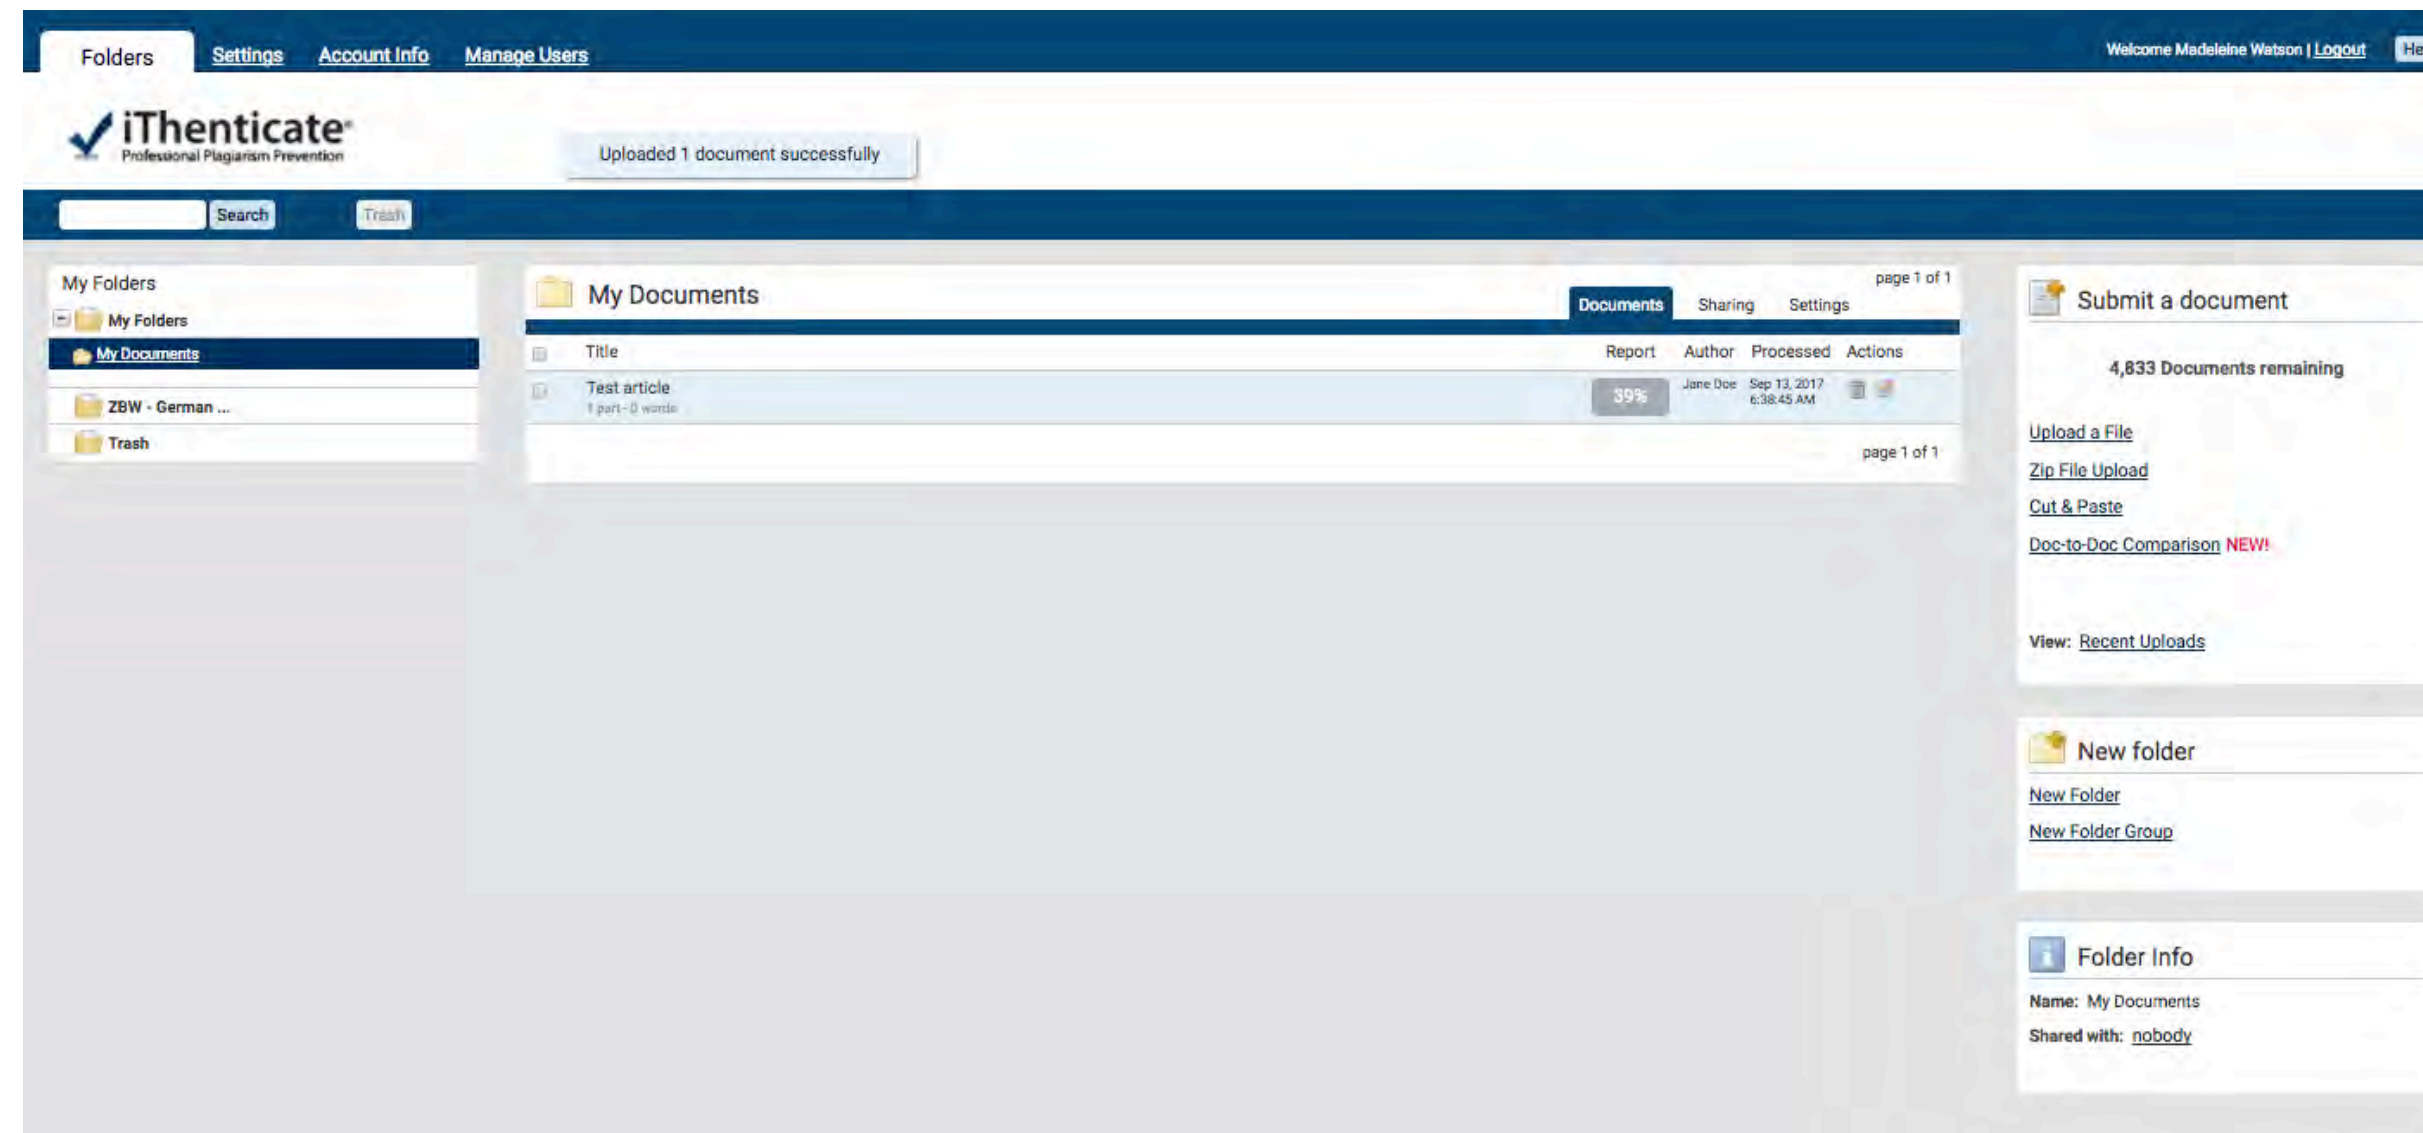 Folders Settings Account Info Manage Users
Welcome Madeleine Watson | Logout He
iThenticate®
Professional Plagiarism Prevention
Uploaded 1 document successfully
Search Trash
My Folders
My Folders
My Documents
ZBW - German ...
Trash
My Documents
page 1 of 1
Documents Sharing Settings
Title Report Author Processed Actions
Test article 39% Jane Doe Sep 13, 2017
1 part - 0 words 6:38:45 AM
page 1 of 1
Submit a document
4,833 Documents remaining
Upload a File
Zip File Upload
Cut & Paste
Doc-to-Doc Comparison NEW!
View: Recent Uploads
New folder
New Folder
New Folder Group
Folder Info
Name: My Documents
Shared with: nobody